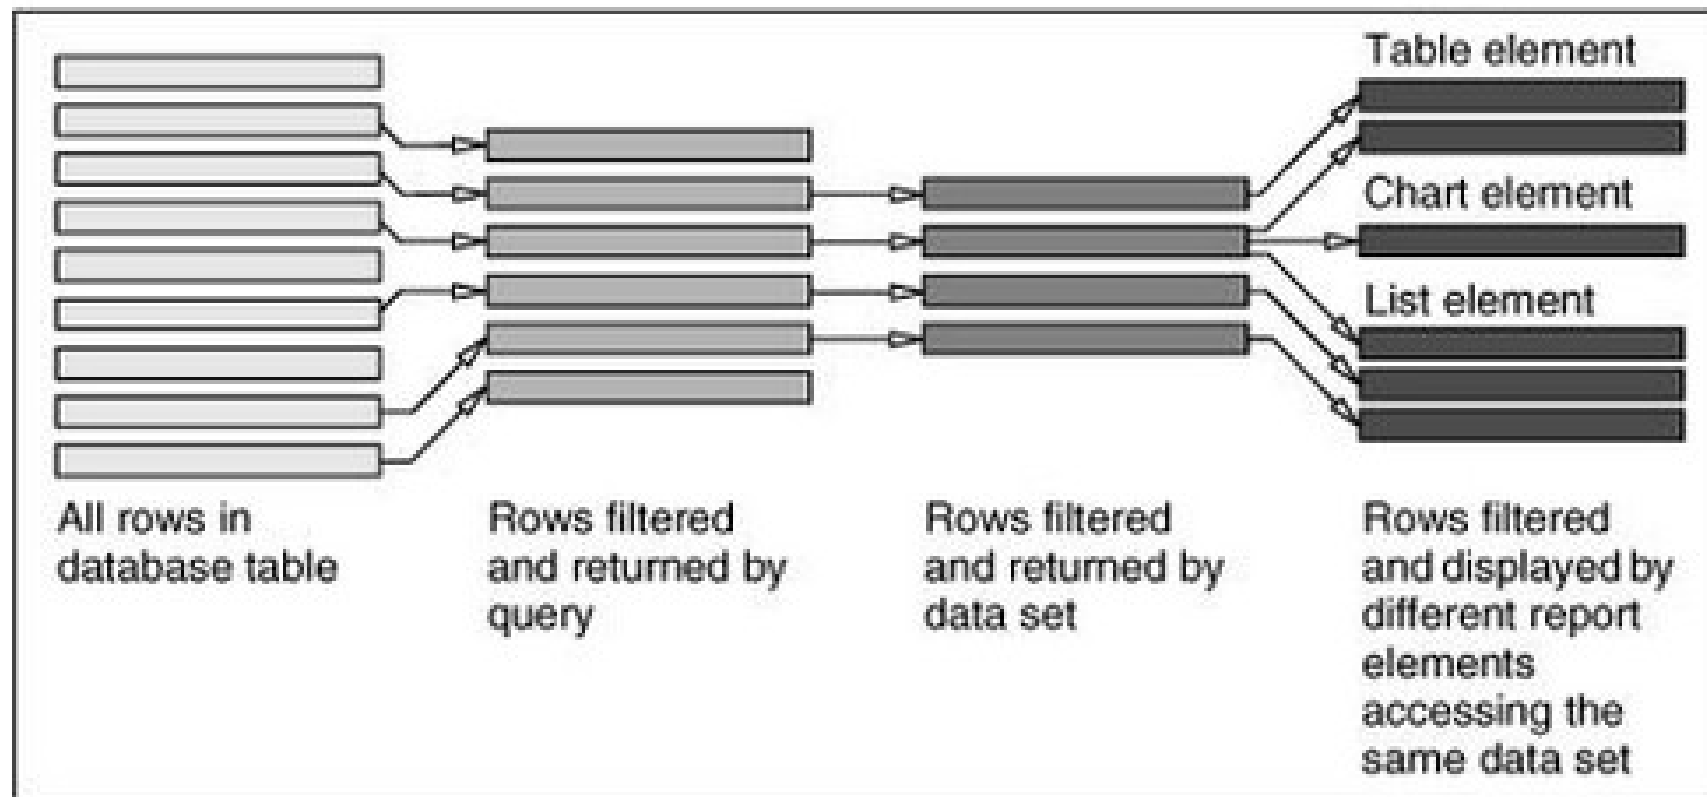 Table element
Chart element
List element
All rows in
database table
Rows filtered
and returned by
query
Rows filtered
and returned by
data set
Rows filtered
and displayed by
different report
elements
accessing the
same data set